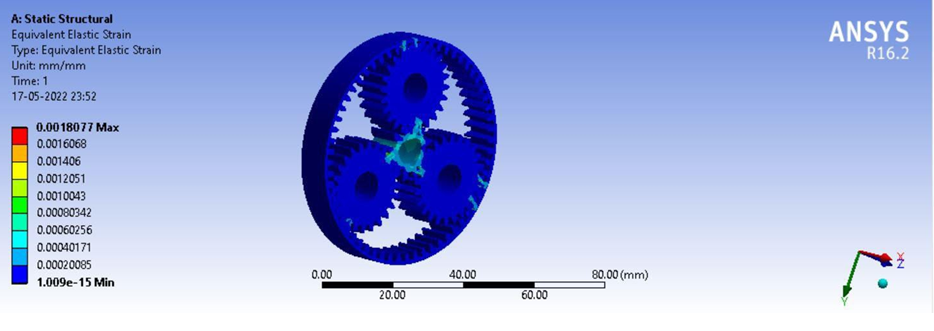 A: Static Structural
Equivalent Elastic Strain
Type: Equivalent Elastic Strain
Unit: mm/mm
Time: 1
17-05-2022 23:52
0.0018077 Max
0.0016068
0.001406
0.0012051
0.0010043
0.00080342
0.00060256
0.00040171
0.00020085
1.009e-15 Min
ANSYS
R16.2
0.00
40.00
80.00 (mm)
20.00
60.00
X
Z
Y